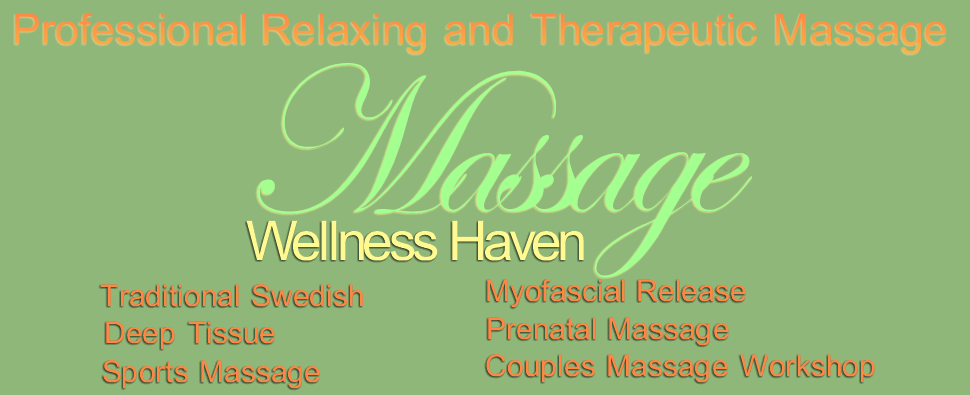 Professional Relaxing and Therapeutic Massage
Massage
Wellness Haven
Traditional Swedish
Deep Tissue
Sports Massage
Myofascial Release
Prenatal Massage
Couples Massage Workshop